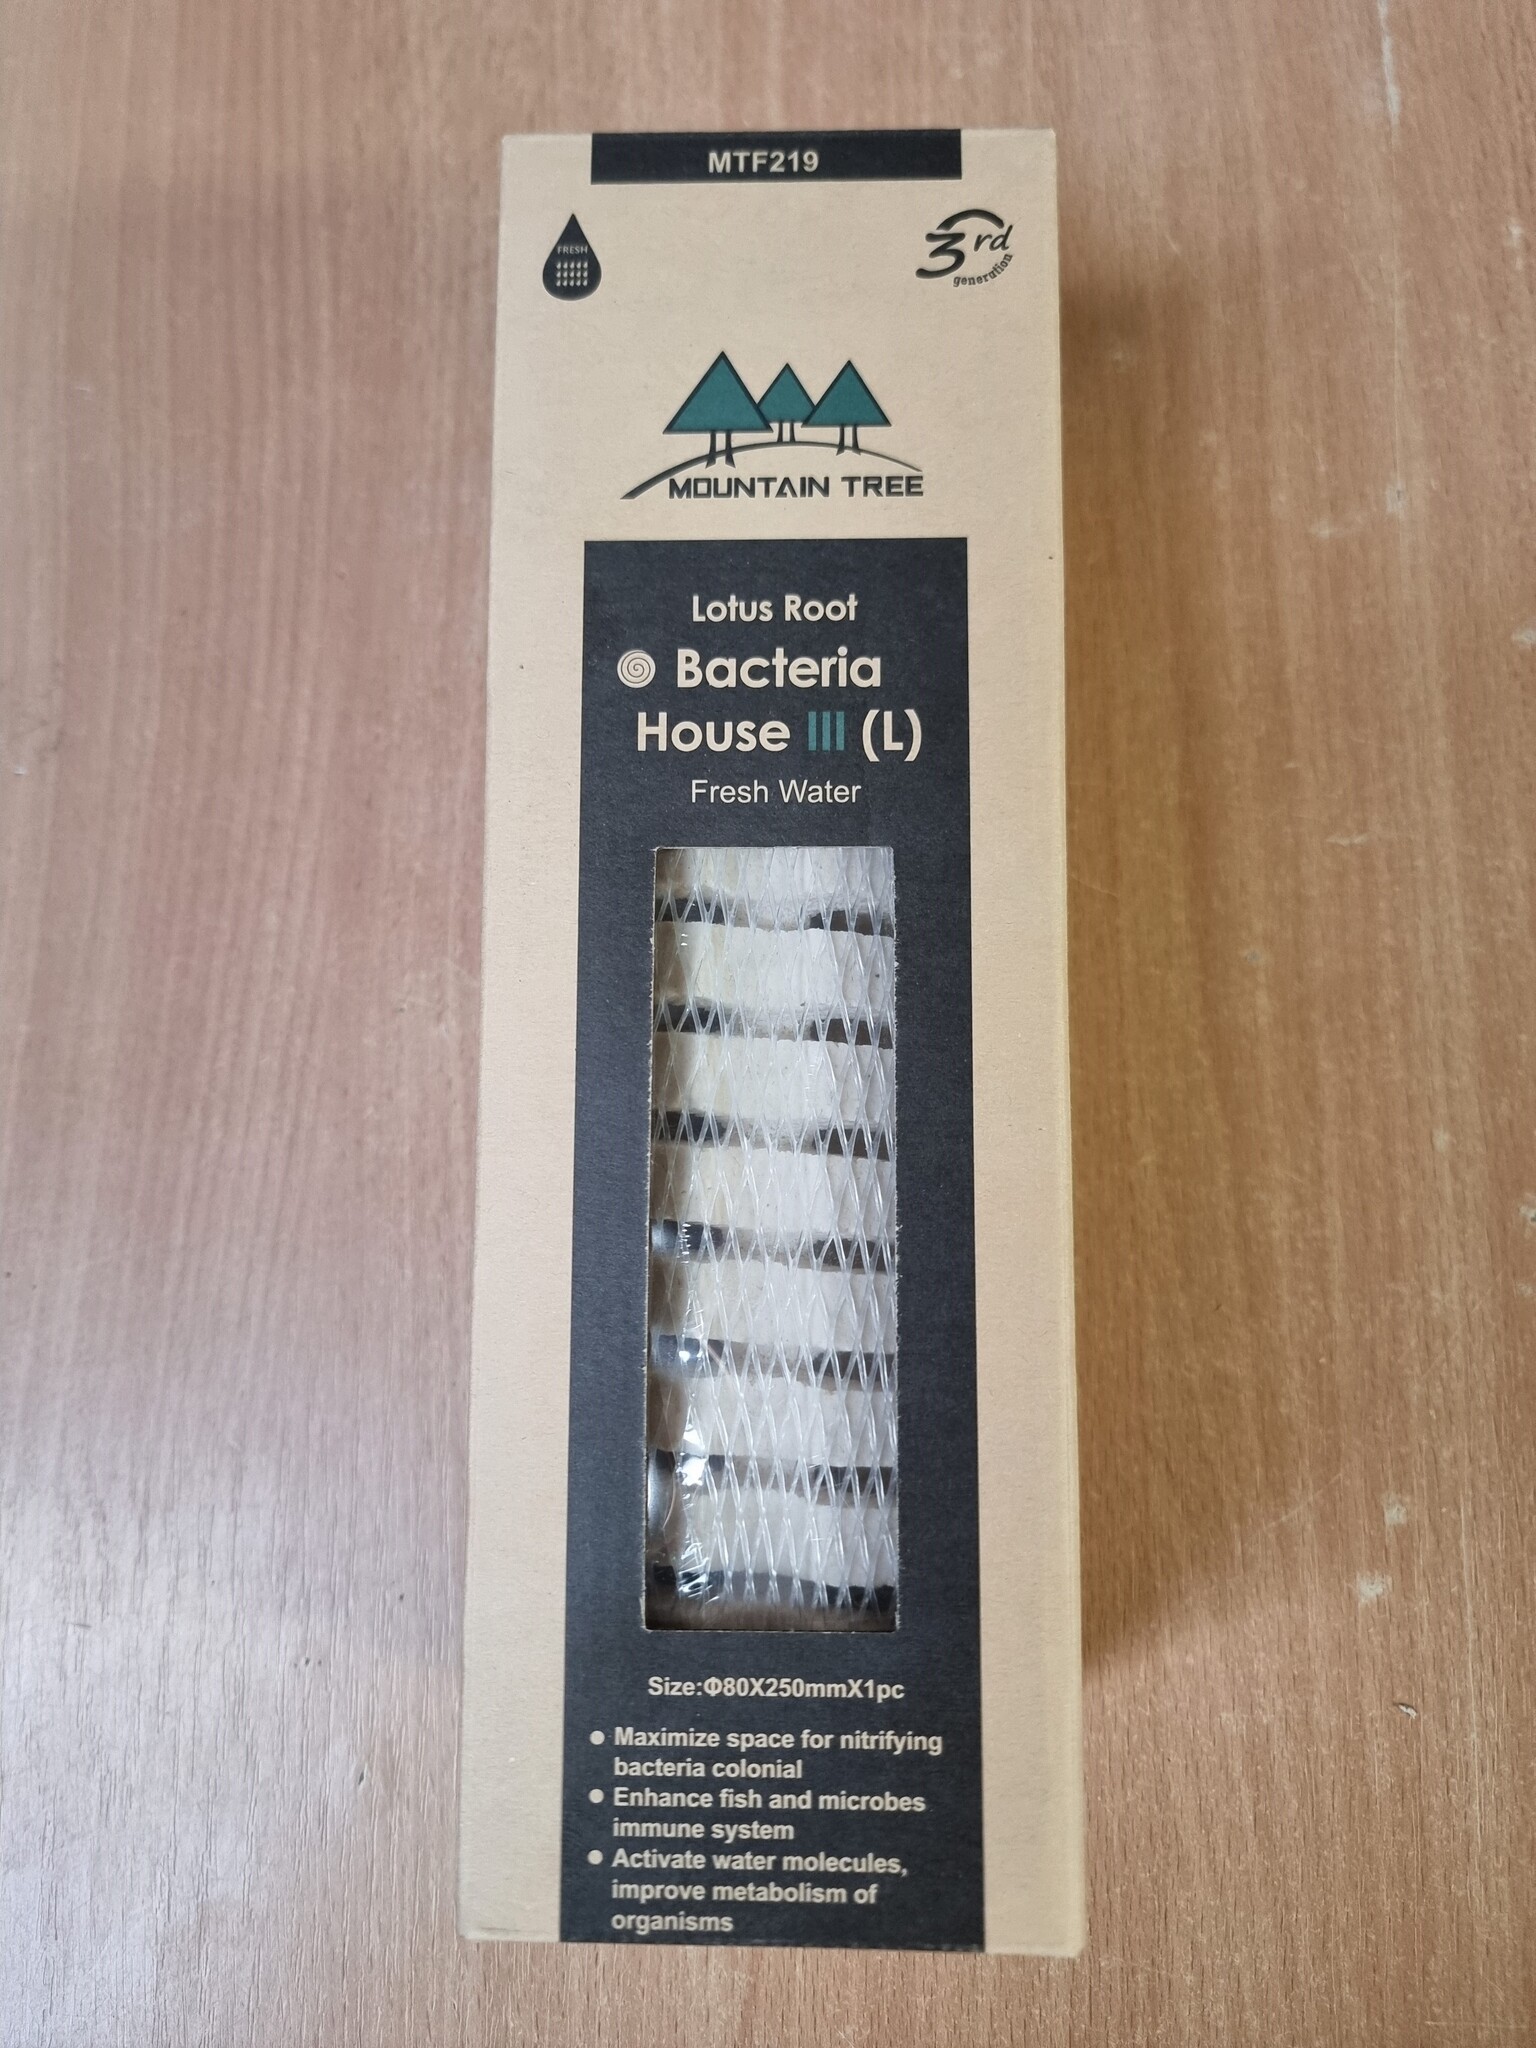 MTF219
FRESH
3rd
generation
MOUNTAIN TREE
Lotus Root
Bacteria
House III (L)
Fresh Water
Size:Φ80X250mmX1pc
● Maximize space for nitrifying
bacteria colonial
● Enhance fish and microbes
immune system
● Activate water molecules,
improve metabolism of
organisms